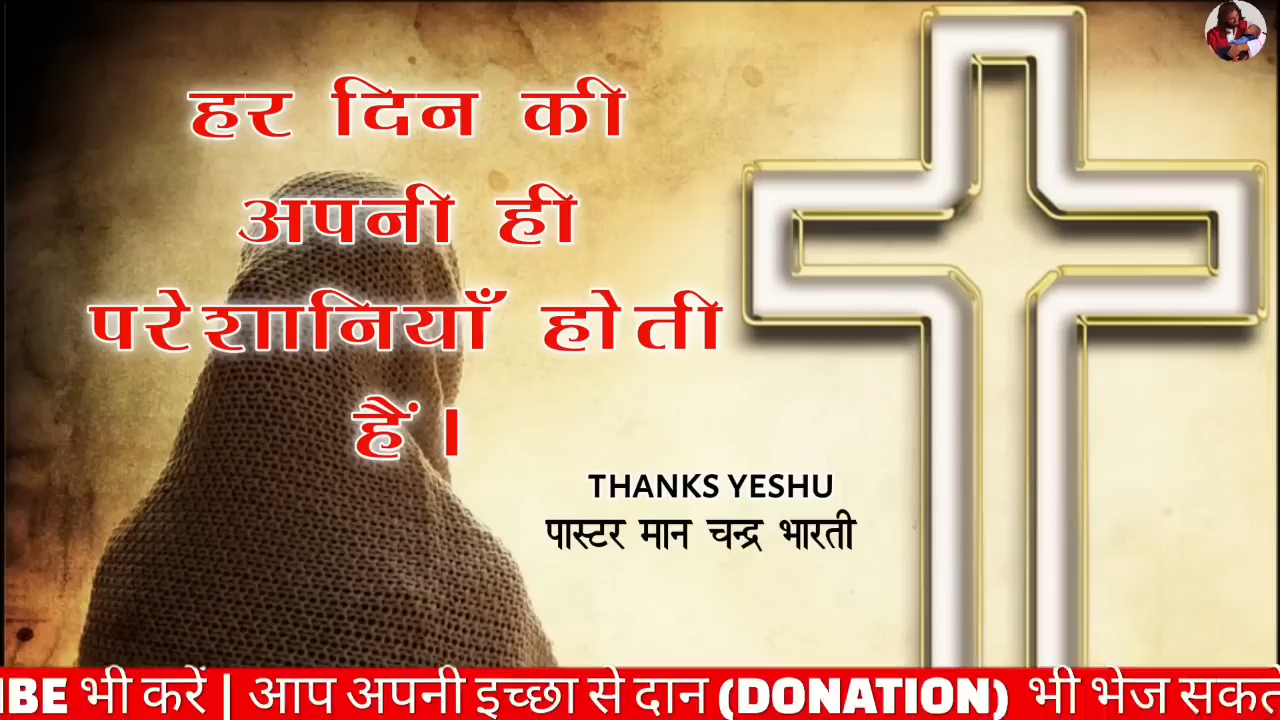 हर दिन की
अपनी ही
परेशानियाँ होती
हैं।
THANKS YESHU
पास्टर मान चन्द्र भारती
IBE भी करें | आप अपनी इच्छा से दान (DONATION) भी भेज सकते